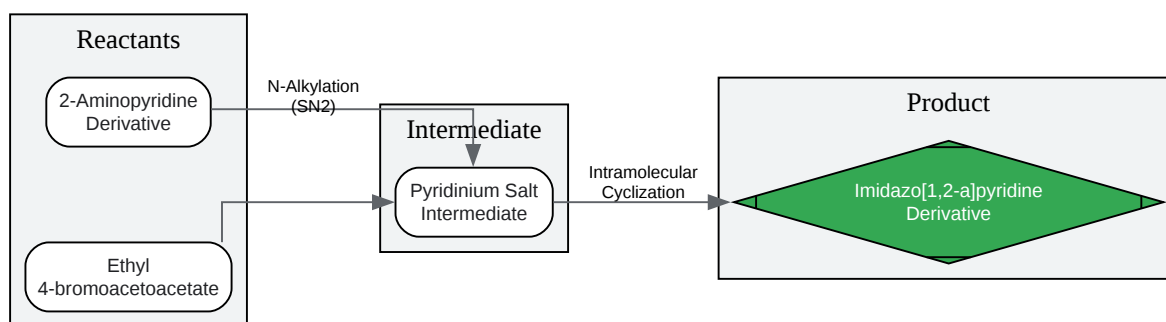 Reactants
2-Aminopyridine
Derivative
Ethyl
4-bromoacetoacetate
N-Alkylation
(SN2)
Intermediate
Pyridinium Salt
Intermediate
Intramolecular
Cyclization
Product
Imidazo[1,2-a]pyridine
Derivative